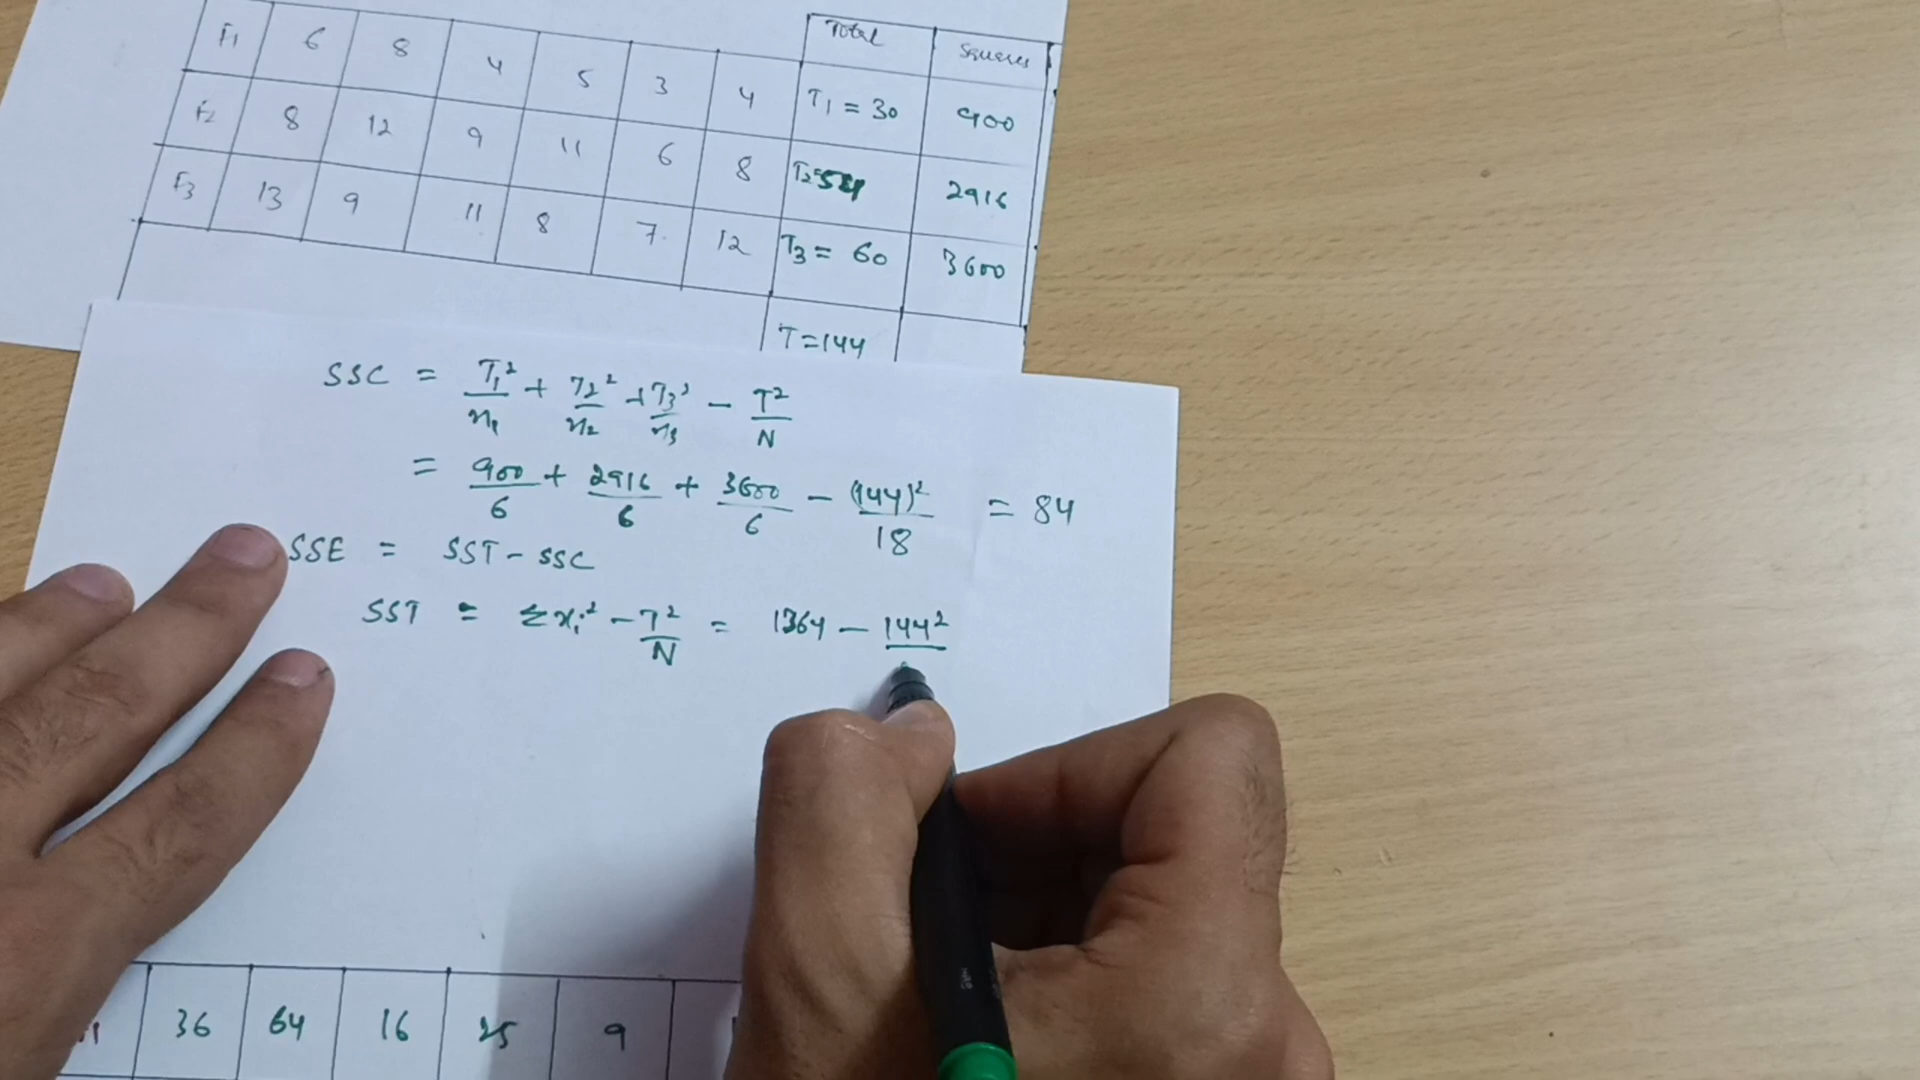 Total Squares
F1 6 8 4 5 3 4 T1 = 30 900
F2 8 12 9 11 6 8 T2=54 2916
F3 13 9 11 8 7 12 T3 = 60 3600
T=144
SSC = T1²/n1 + T2²/n2 + T3²/n3 - T²/N
= 900/6 + 2916/6 + 3600/6 - (144)²/18 = 84
SSE = SST - SSC
SST = Σxi² - T²/N = 1364 - 144²
36 64 16 25 9